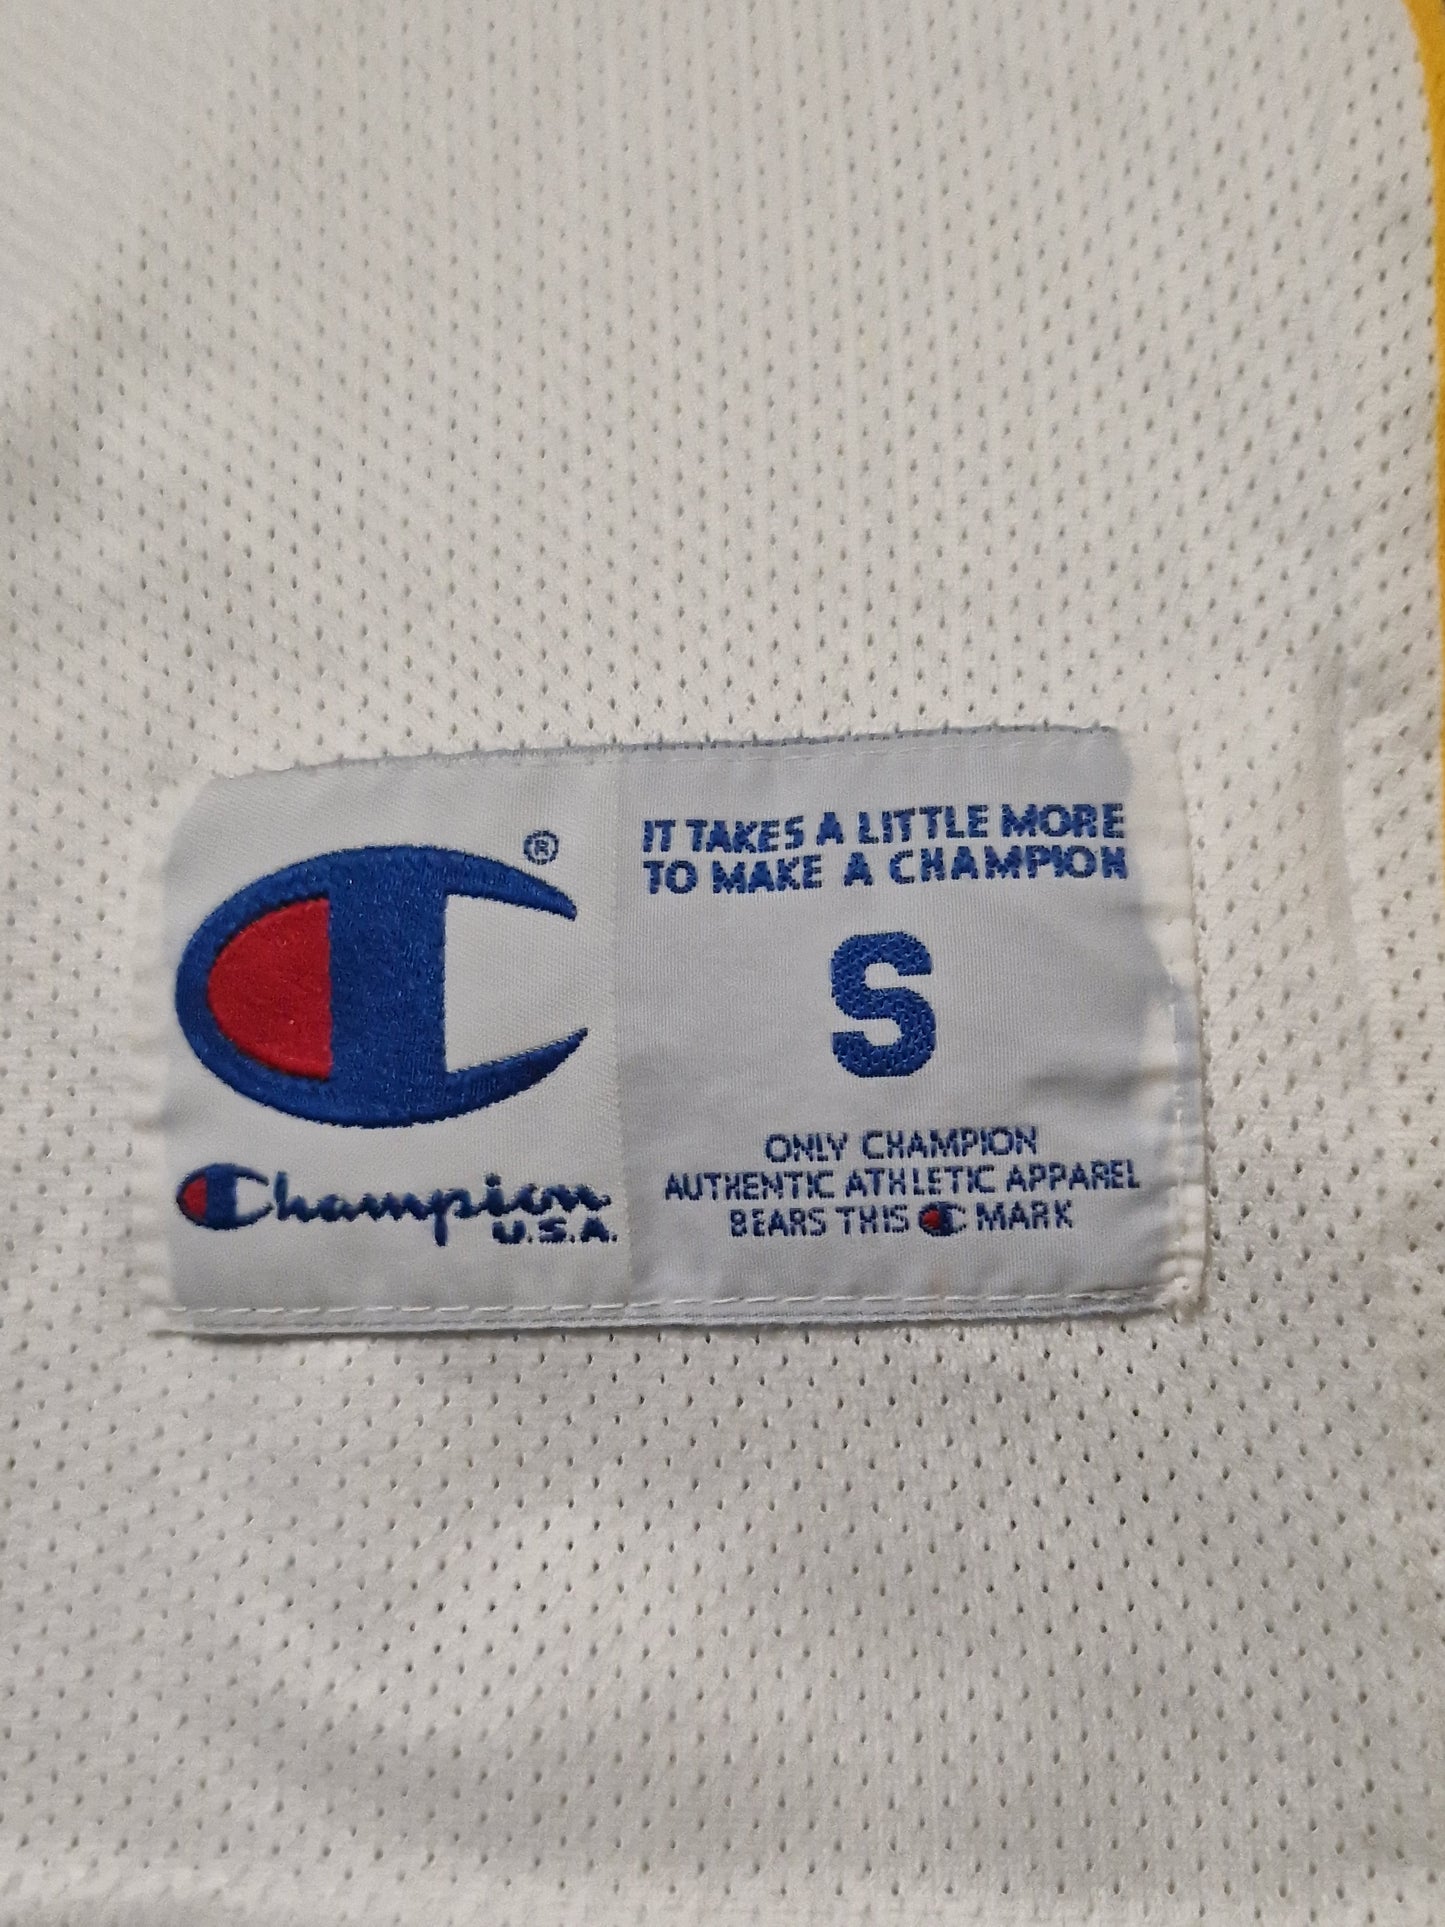 ®
Champion
U.S.A.
IT TAKES A LITTLE MORE
TO MAKE A CHAMPION
S
ONLY CHAMPION
AUTHENTIC ATHLETIC APPAREL
BEARS THIS C MARK